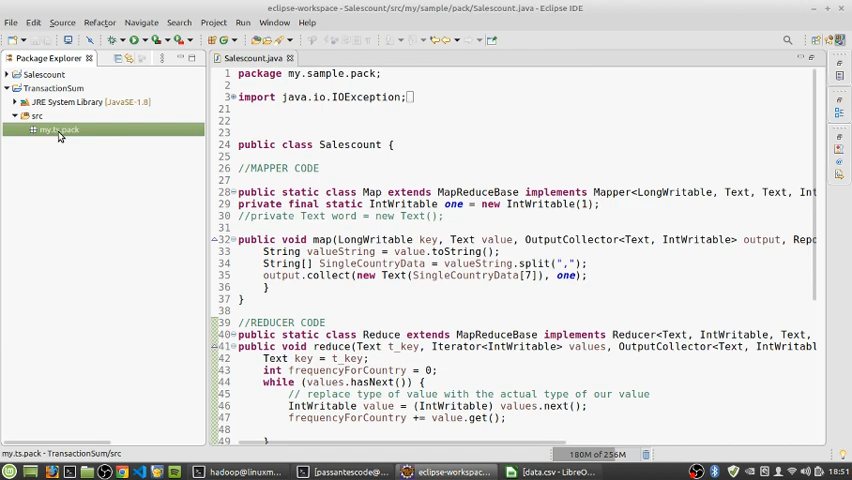 eclipse-workspace - Salescount/src/my/sample/pack/Salescount.java - Eclipse IDE
File Edit Source Refactor Navigate Search Project Run Window Help
Package Explorer
Salescount
TransactionSum
JRE System Library [JavaSE-1.8]
src
my.ts.pack
Salescount.java
1 package my.sample.pack;
2
3 import java.io.IOException;
21
22
23
24 public class Salescount {
25
26 //MAPPER CODE
27
28 public static class Map extends MapReduceBase implements Mapper<LongWritable, Text, Text, Int
29 private final static IntWritable one = new IntWritable(1);
30 //private Text word = new Text();
31
32 public void map(LongWritable key, Text value, OutputCollector<Text, IntWritable> output, Repo
33 String valueString = value.toString();
34 String[] SingleCountryData = valueString.split(",");
35 output.collect(new Text(SingleCountryData[7]), one);
36 }
37 }
38
39 //REDUCER CODE
40 public static class Reduce extends MapReduceBase implements Reducer<Text, IntWritable, Text,
41 public void reduce(Text t_key, Iterator<IntWritable> values, OutputCollector<Text, IntWritabl
42 Text key = t_key;
43 int frequencyForCountry = 0;
44 while (values.hasNext()) {
45 // replace type of value with the actual type of our value
46 IntWritable value = (IntWritable) values.next();
47 frequencyForCountry += value.get();
48
49 }
my.ts.pack - TransactionSum/src
180M of 256M
hadoop@linuxm...
[passantescode@...
eclipse-workspac...
[data.csv - LibreO...
18:51